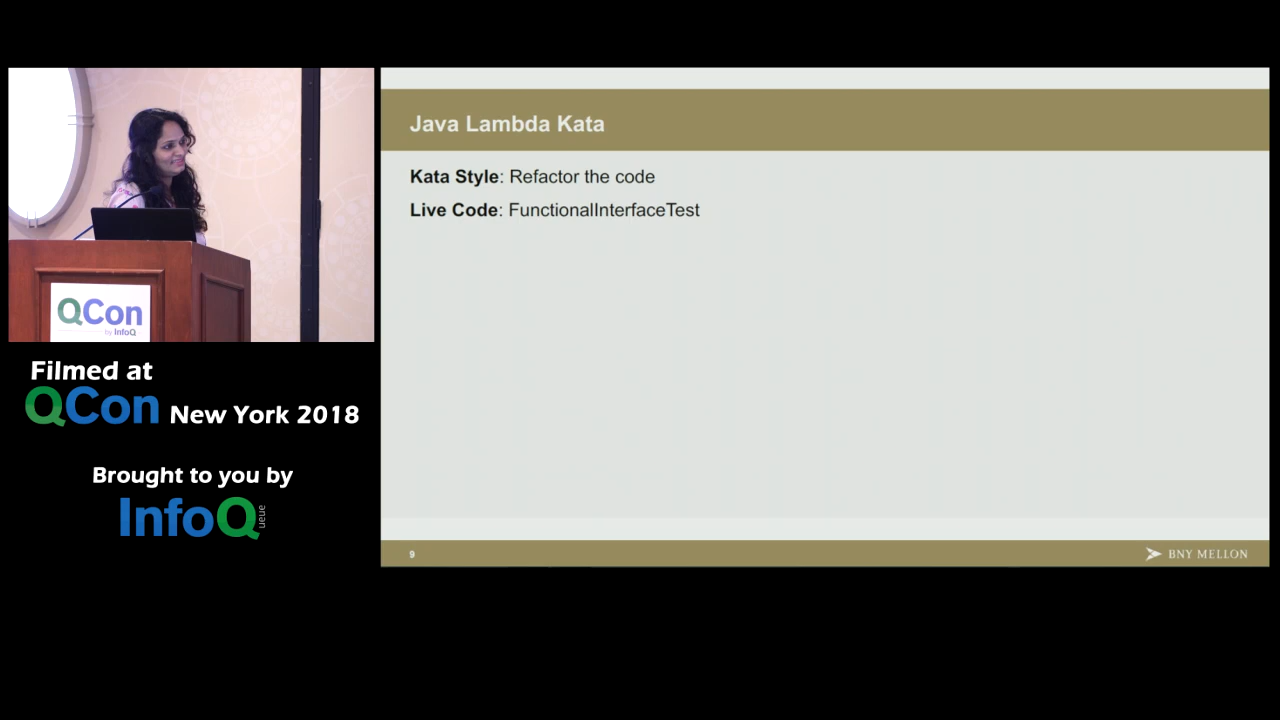 QCon
by InfoQ
Filmed at
QCon New York 2018
Brought to you by
InfoQ
ueue
Java Lambda Kata
Kata Style: Refactor the code
Live Code: FunctionalInterfaceTest
9
BNY MELLON